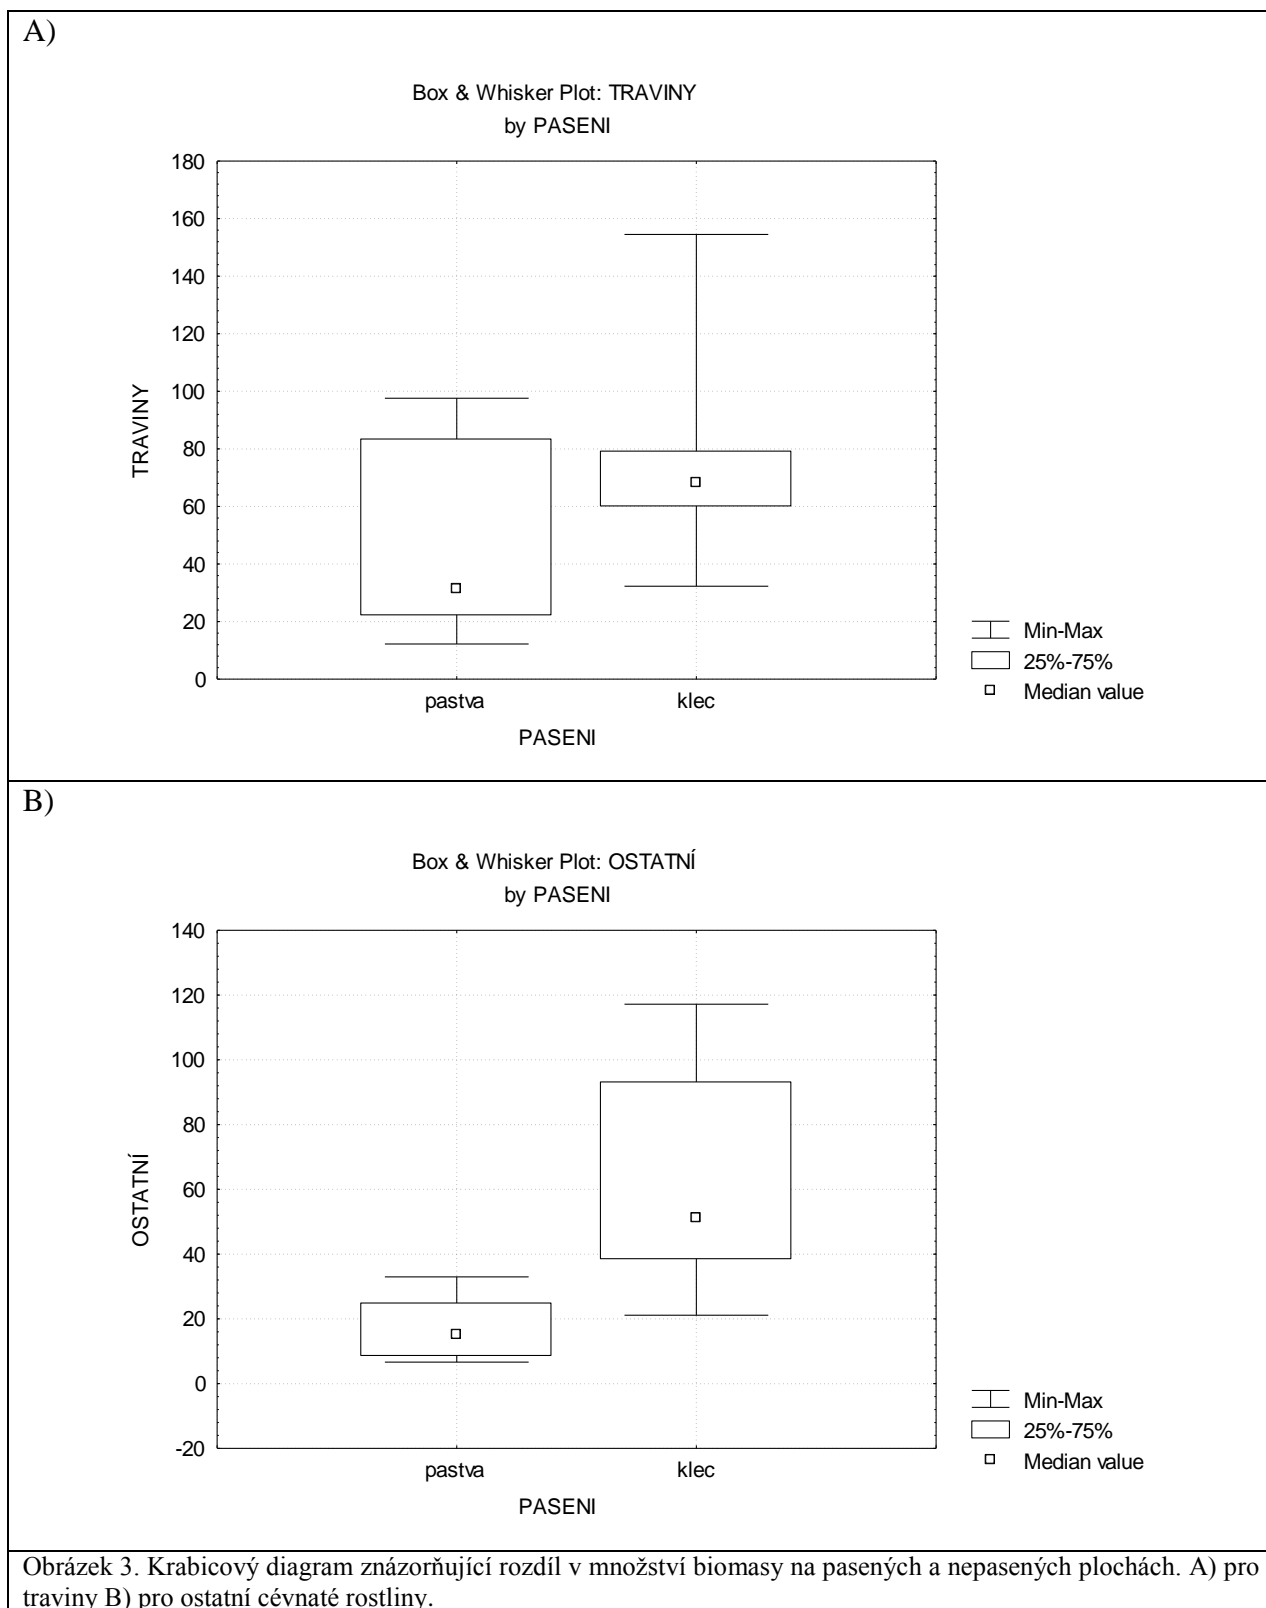 A)
Box & Whisker Plot: TRAVINY
by PASENI
TRAVINY
180
160
140
120
100
80
60
40
20
0
pastva klec
PASENI
Min-Max
25%-75%
Median value
B)
Box & Whisker Plot: OSTATNÍ
by PASENI
OSTATNÍ
140
120
100
80
60
40
20
0
-20
pastva klec
PASENI
Min-Max
25%-75%
Median value
Obrázek 3. Krabicový diagram znázorňující rozdíl v množství biomasy na pasených a nepasených plochách. A) pro
traviny B) pro ostatní cévnaté rostliny.